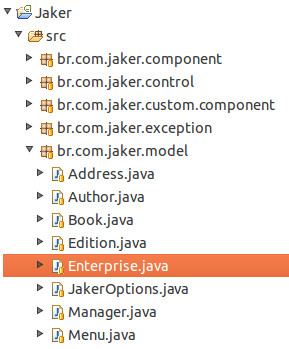 Jaker
src
br.com.jaker.component
br.com.jaker.control
br.com.jaker.custom.component
br.com.jaker.exception
br.com.jaker.model
Address.java
Author.java
Book.java
Edition.java
Enterprise.java
JakerOptions.java
Manager.java
Menu.java